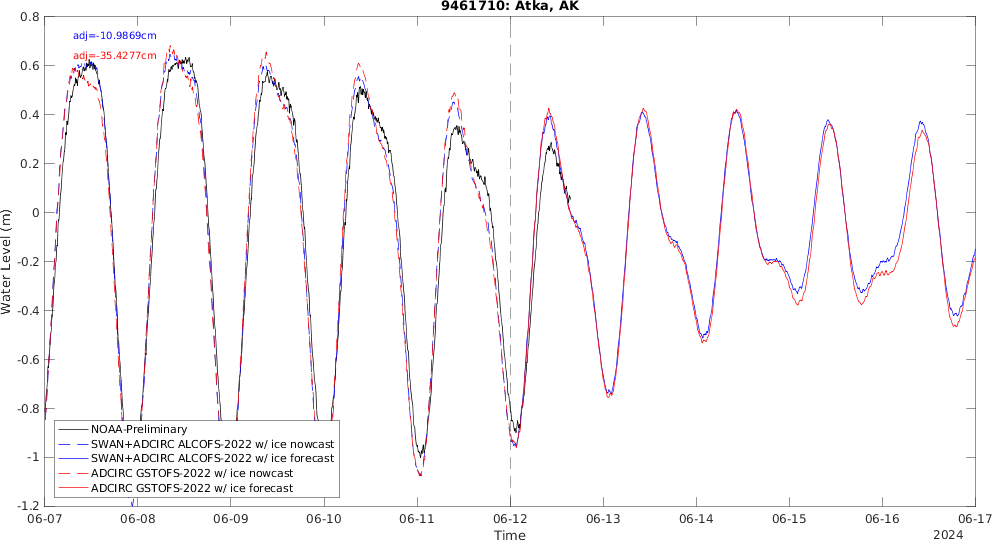 9461710: Atka, AK
adj=-10.9869cm
adj=-35.4277cm
Water Level (m)
0.8
0.6
0.4
0.2
0
-0.2
-0.4
-0.6
-0.8
-1
-1.2
NOAA-Preliminary
SWAN+ADCIRC ALCOFS-2022 w/ ice nowcast
SWAN+ADCIRC ALCOFS-2022 w/ ice forecast
ADCIRC GSTOFS-2022 w/ ice nowcast
ADCIRC GSTOFS-2022 w/ ice forecast
06-07 06-08 06-09 06-10 06-11 06-12 06-13 06-14 06-15 06-16 06-17
Time
2024